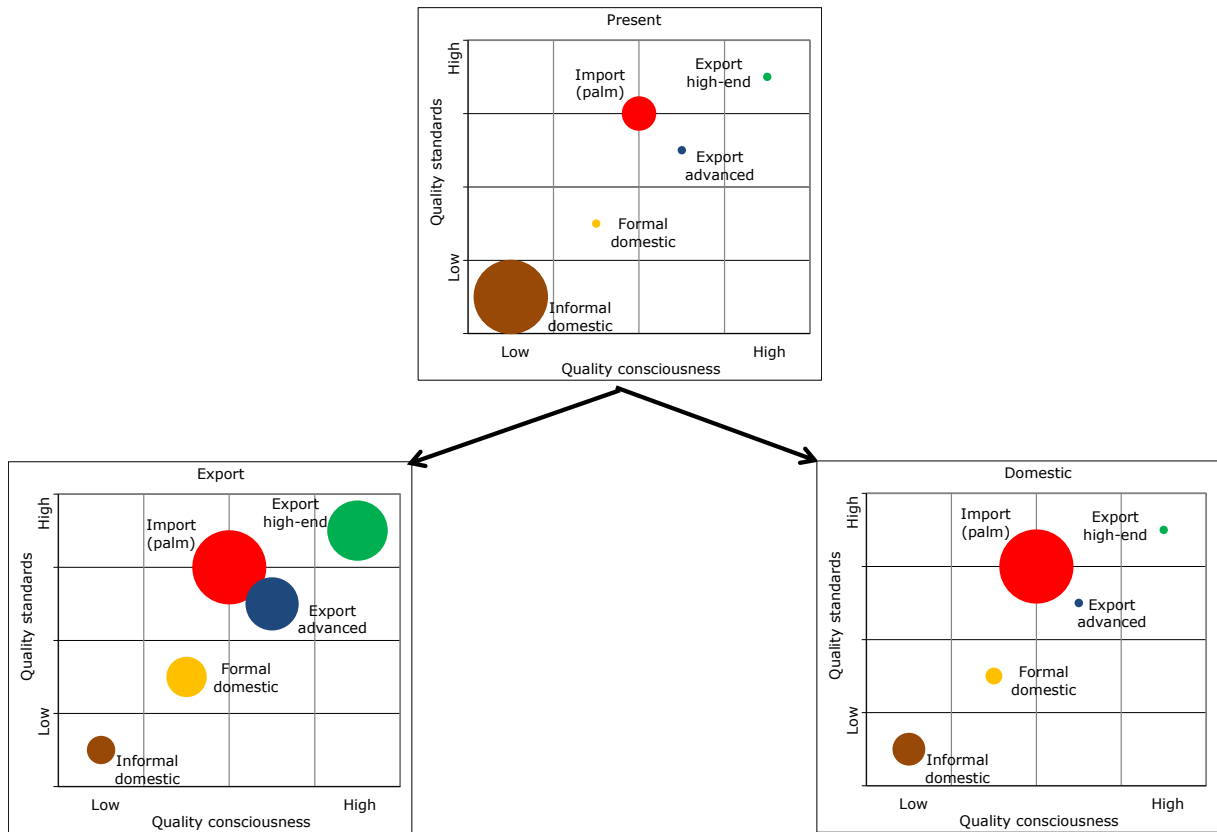 Present
High
Low
Quality standards
Import
(palm)
Export
high-end
Export
advanced
Formal
domestic
Informal
domestic
Low
High
Quality consciousness
Export
High
Low
Quality standards
Import
(palm)
Export
high-end
Export
advanced
Formal
domestic
Informal
domestic
Low
High
Quality consciousness
Domestic
High
Low
Quality standards
Import
(palm)
Export
high-end
Export
advanced
Formal
domestic
Informal
domestic
Low
High
Quality consciousness